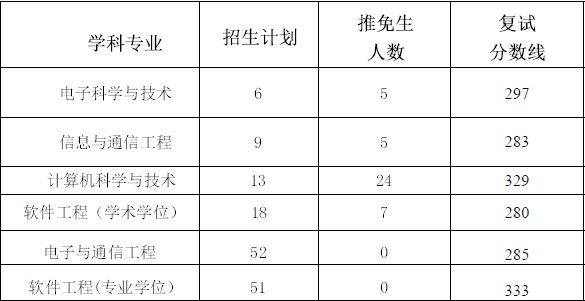 学科专业 招生计划 推免生人数 复试分数线
电子科学与技术 6 5 297
信息与通信工程 9 5 283
计算机科学与技术 13 24 329
软件工程（学术学位） 18 7 280
电子与通信工程 52 0 285
软件工程(专业学位） 51 0 333